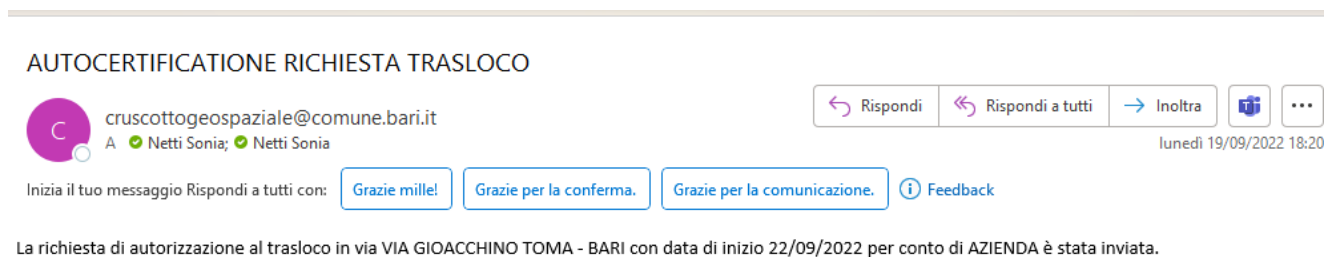 AUTOCERTIFICATIONE RICHIESTA TRASLOCO
C
cruscottogeospaziale@comune.bari.it
Rispondi
Rispondi a tutti
Inoltra
A Netti Sonia; Netti Sonia
lunedì 19/09/2022 18:20
Inizia il tuo messaggio Rispondi a tutti con: Grazie mille! Grazie per la conferma. Grazie per la comunicazione. Feedback
La richiesta di autorizzazione al trasloco in via VIA GIOACCHINO TOMA - BARI con data di inizio 22/09/2022 per conto di AZIENDA è stata inviata.